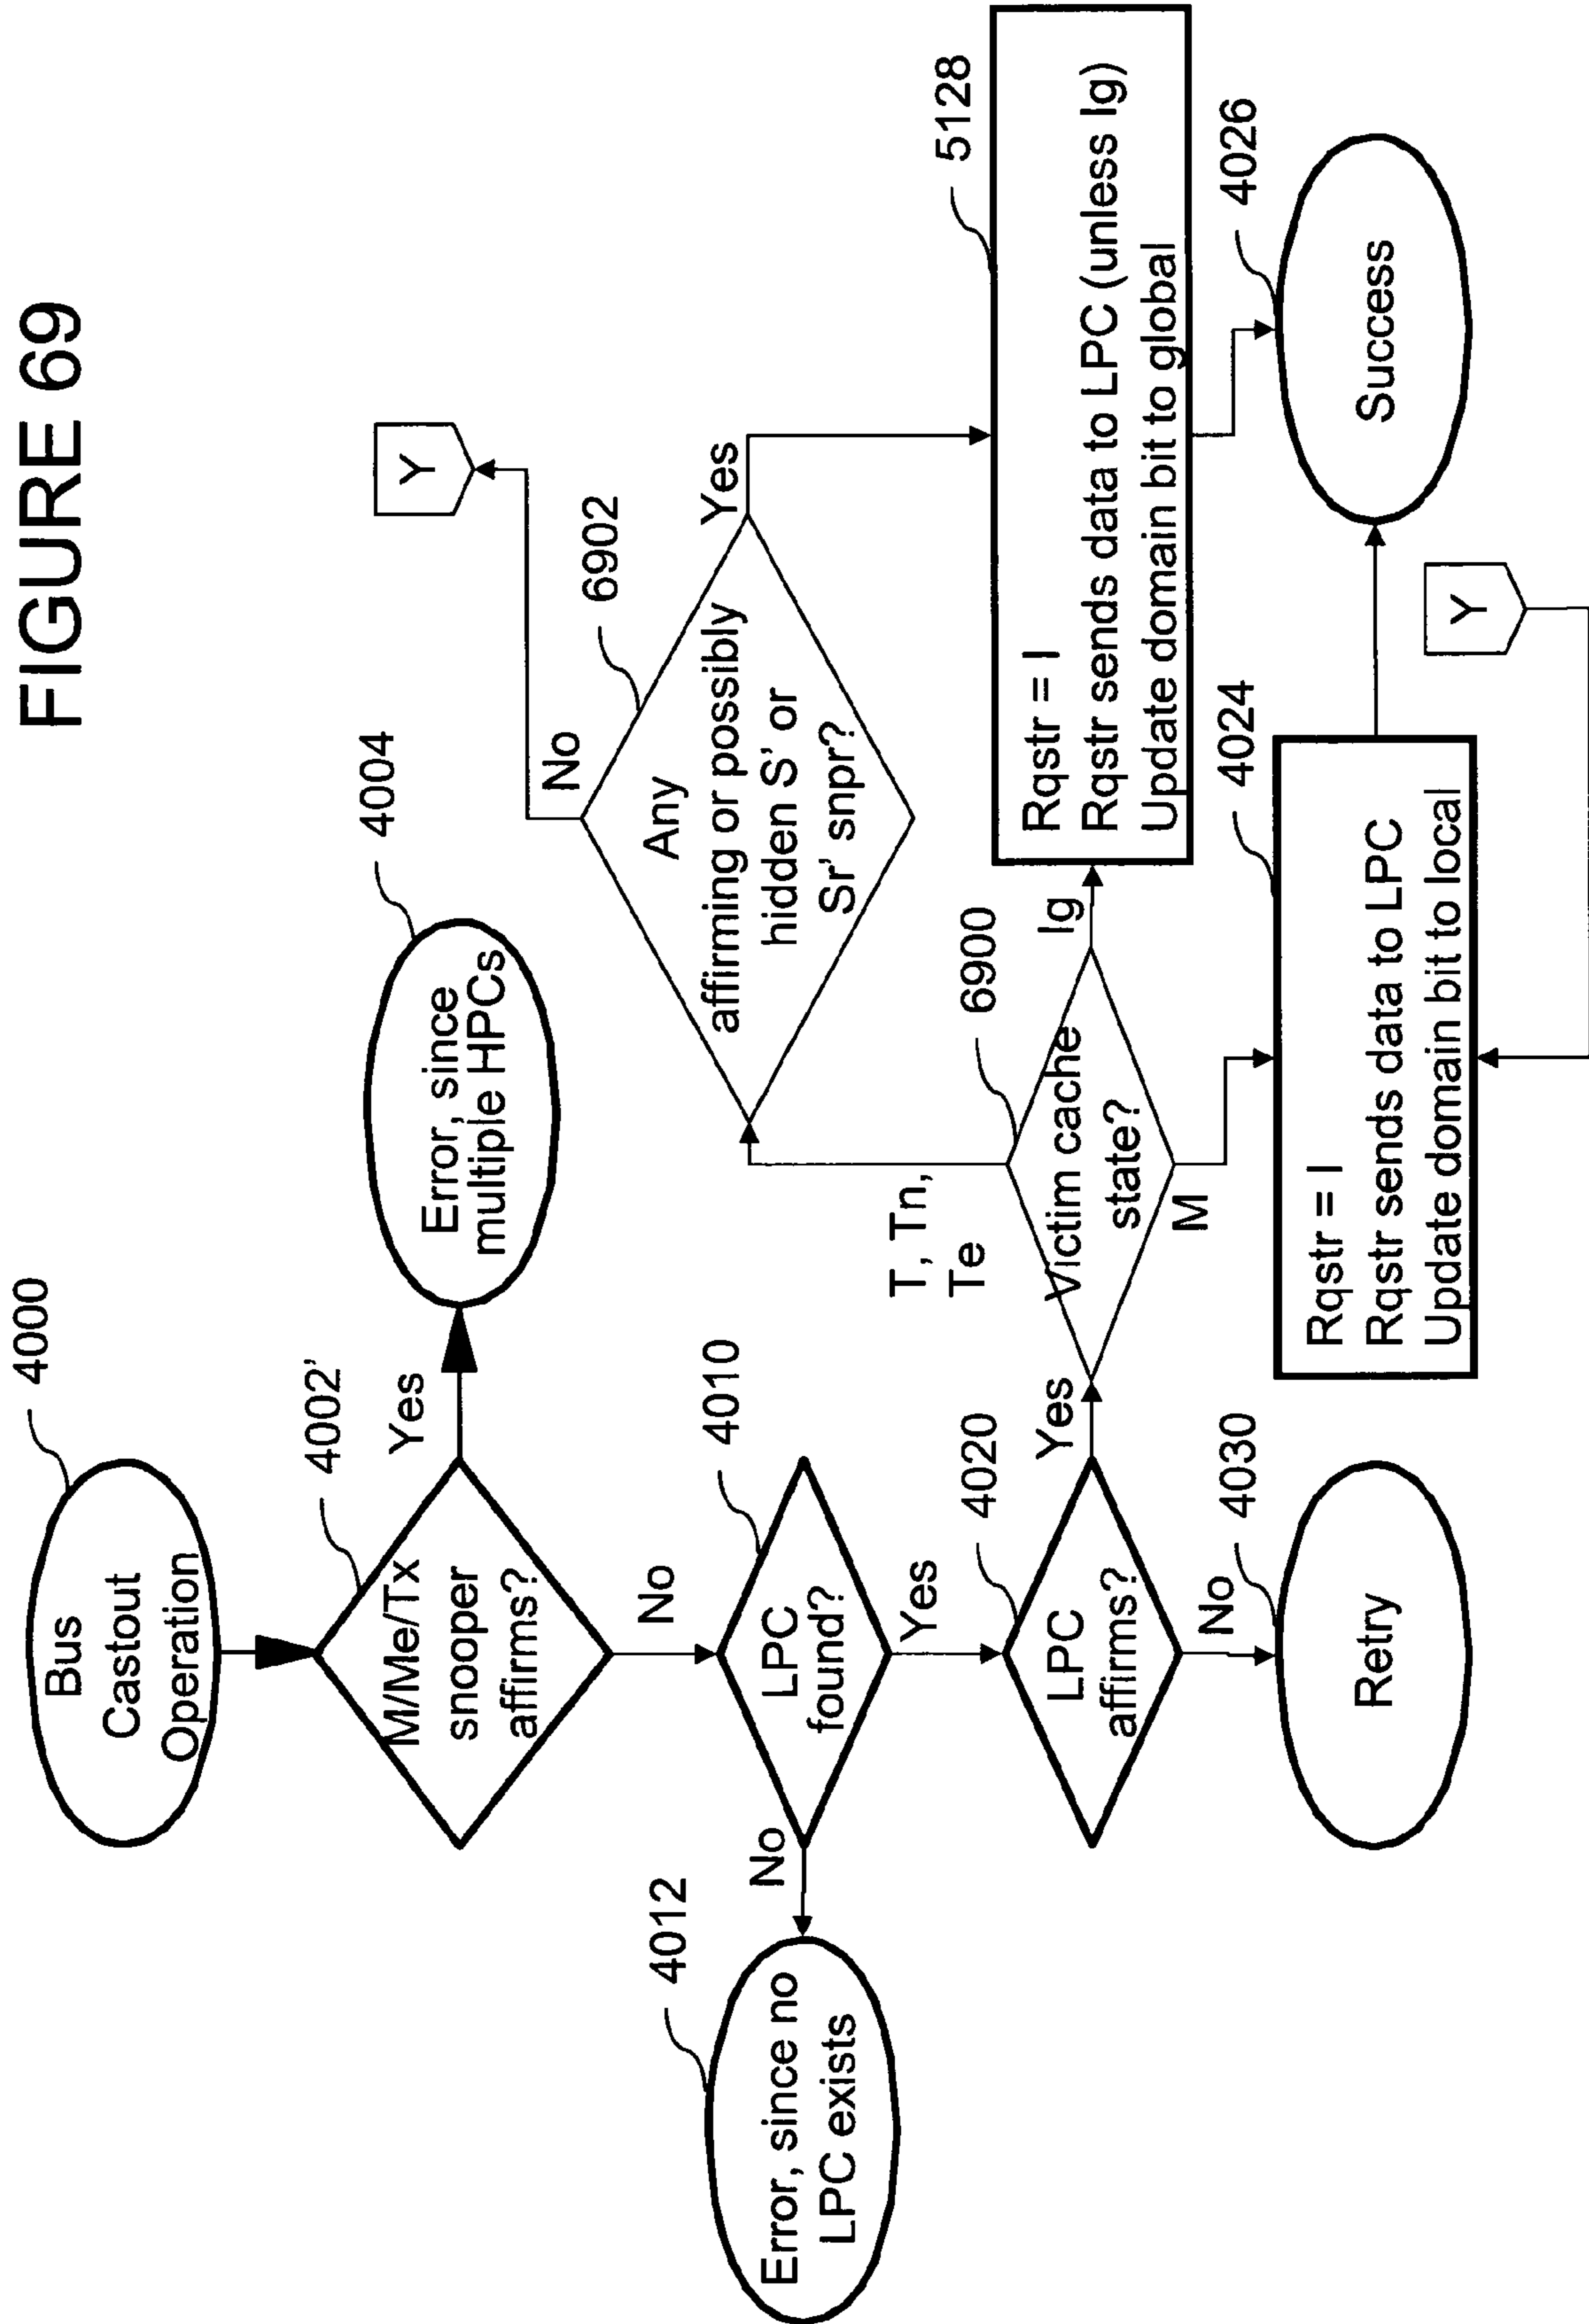 FIGURE 69
4000
Bus
Castout
Operation
4002'
M/Me/Tx
snooper
affirms?
Yes
4004
Error, since
multiple HPCs
No
4010
LPC
found?
No
4012
Error, since no
LPC exists
Yes
4020
LPC
affirms?
No
4030
Retry
Yes
6900
Victim cache
state?
T, Tn,
Te
Ig
M
6902
Any
affirming or possibly
hidden S' or
Sr' snpr?
No
Y
Yes
5128
Rqstr = I
Rqstr sends data to LPC (unless Ig)
Update domain bit to global
4024
Rqstr = I
Rqstr sends data to LPC
Update domain bit to local
Y
4026
Success